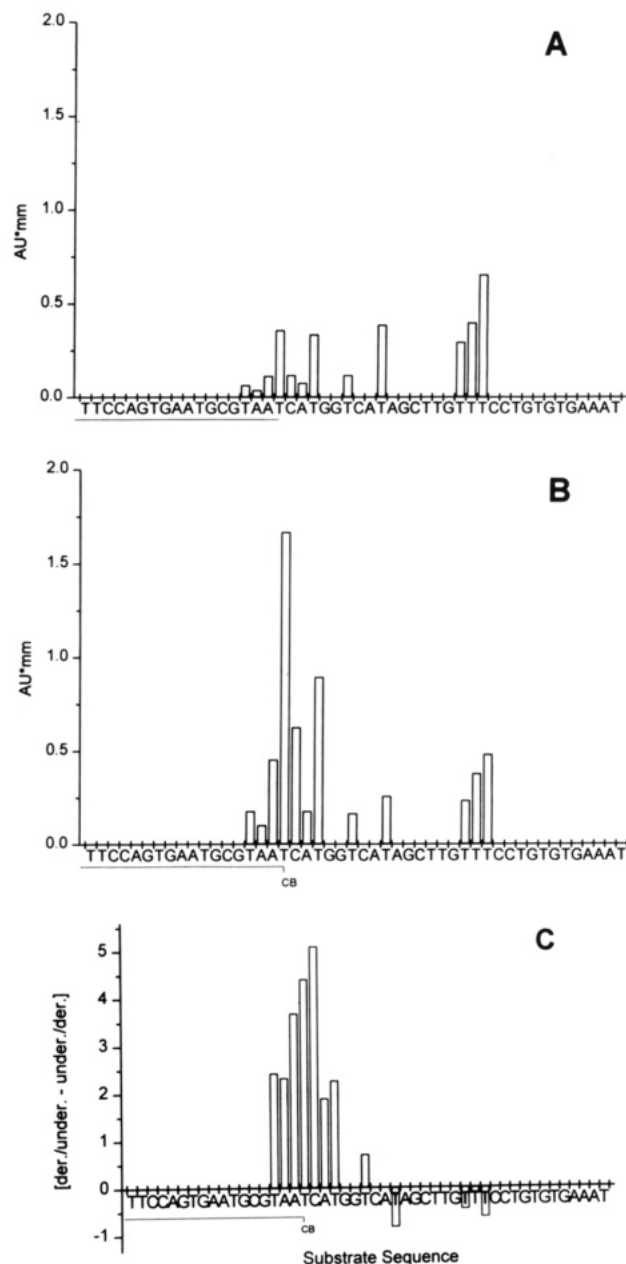 A
2.0
1.5
1.0
0.5
0.0
AU*mm
TTCCAGTGAATGCGTAATCATGGTCATAGCTTGTTTCCTGTGTGAAAT
B
2.0
1.5
1.0
0.5
0.0
AU*mm
TTCCAGTGAATGCGTAATCATGGTCATAGCTTGTTTCCTGTGTGAAAT
CB
C
5
4
3
2
1
0
-1
[der./under. - under./der.]
TTCCAGTGAATGCGTAATCATGGTCATAGCTTGTTTCCTGTGTGAAAT
CB
Substrate Sequence